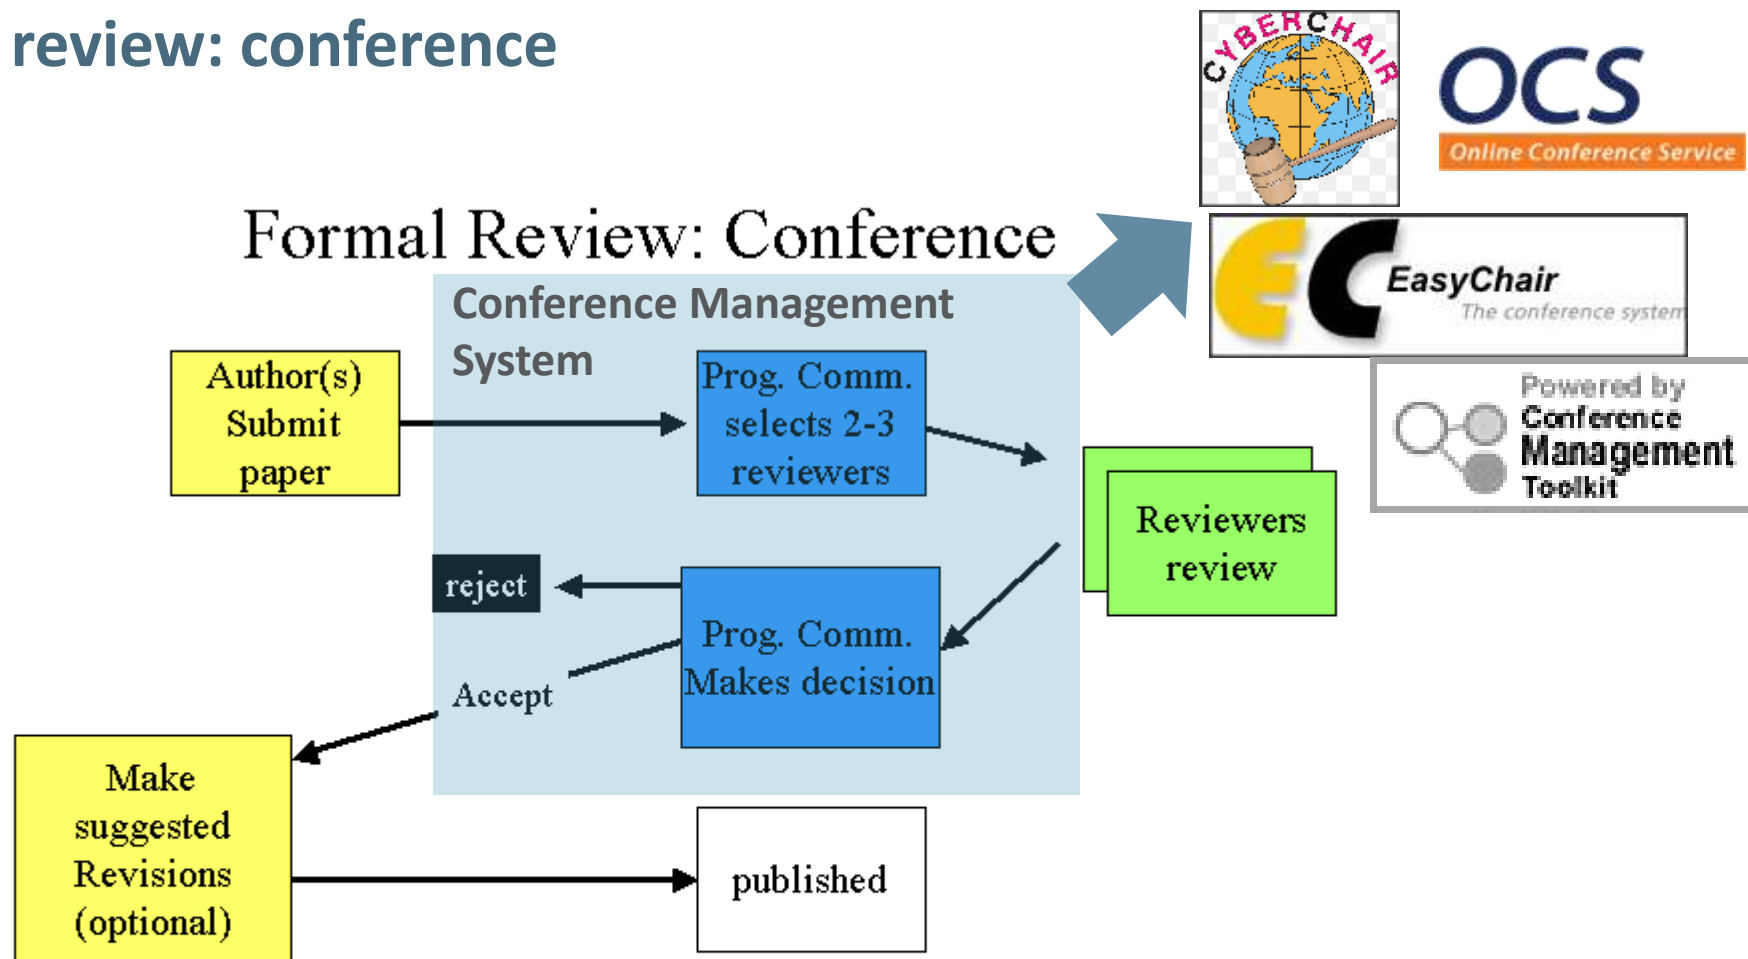 review: conference
CYBERCHAIR
OCS
Online Conference Service
Formal Review: Conference
EC
EasyChair
The conference system
Conference Management
System
Powered by
Conference
Management
Toolkit
Author(s)
Submit
paper
Prog. Comm.
selects 2-3
reviewers
Reviewers
review
reject
Prog. Comm.
Makes decision
Accept
Make
suggested
Revisions
(optional)
published